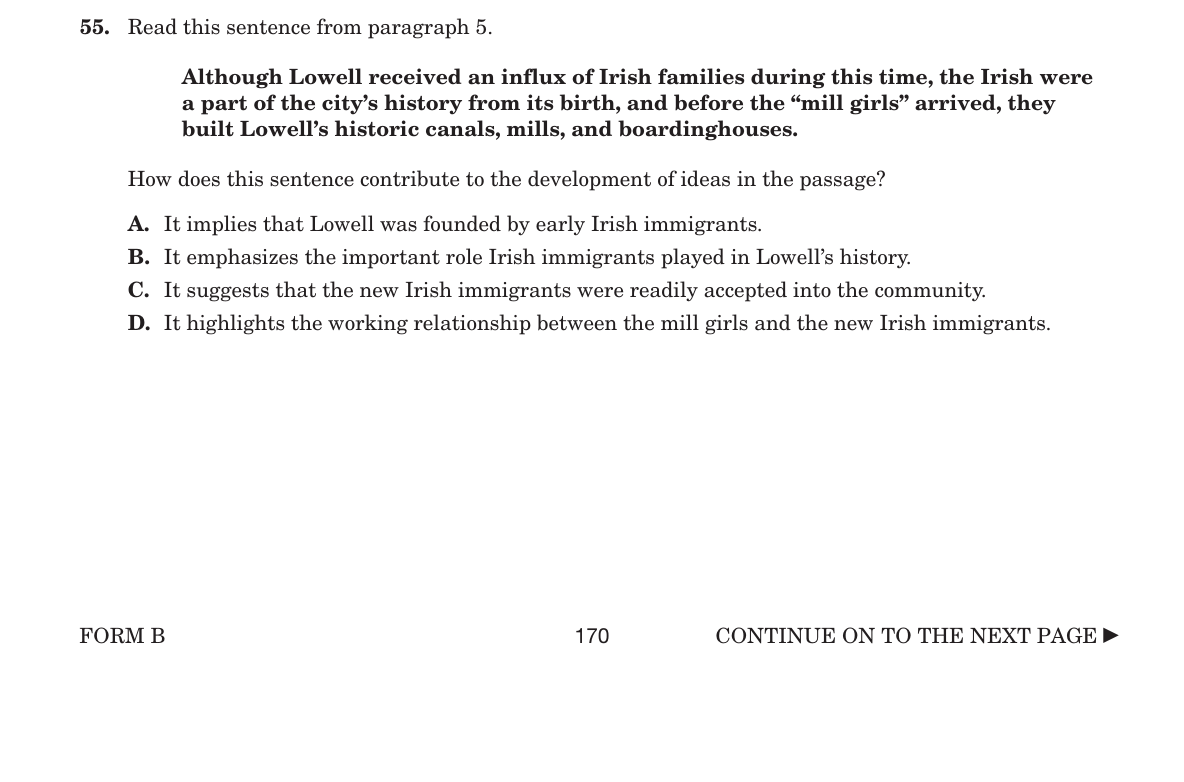 55. Read this sentence from paragraph 5.
Although Lowell received an influx of Irish families during this time, the Irish were
a part of the city’s history from its birth, and before the “mill girls” arrived, they
built Lowell’s historic canals, mills, and boardinghouses.
How does this sentence contribute to the development of ideas in the passage?
A. It implies that Lowell was founded by early Irish immigrants.
B. It emphasizes the important role Irish immigrants played in Lowell’s history.
C. It suggests that the new Irish immigrants were readily accepted into the community.
D. It highlights the working relationship between the mill girls and the new Irish immigrants.
FORM B 170 CONTINUE ON TO THE NEXT PAGE ►